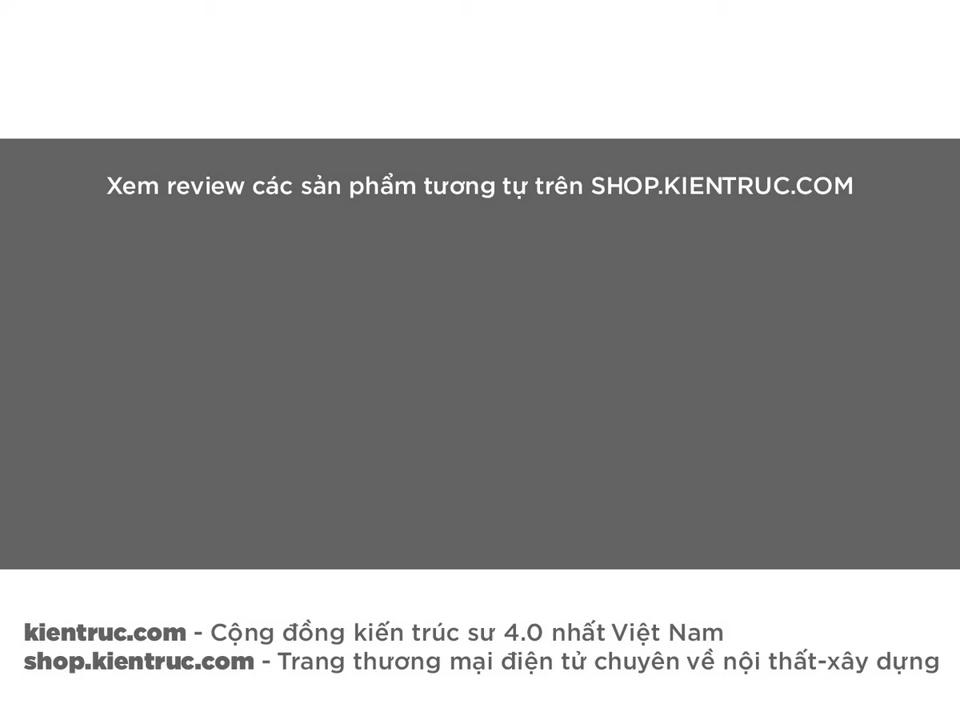 Xem review các sản phẩm tương tự trên SHOP.KIENTRUC.COM
kientruc.com - Cộng đồng kiến trúc sư 4.0 nhất Việt Nam
shop.kientruc.com - Trang thương mại điện tử chuyên về nội thất-xây dựng